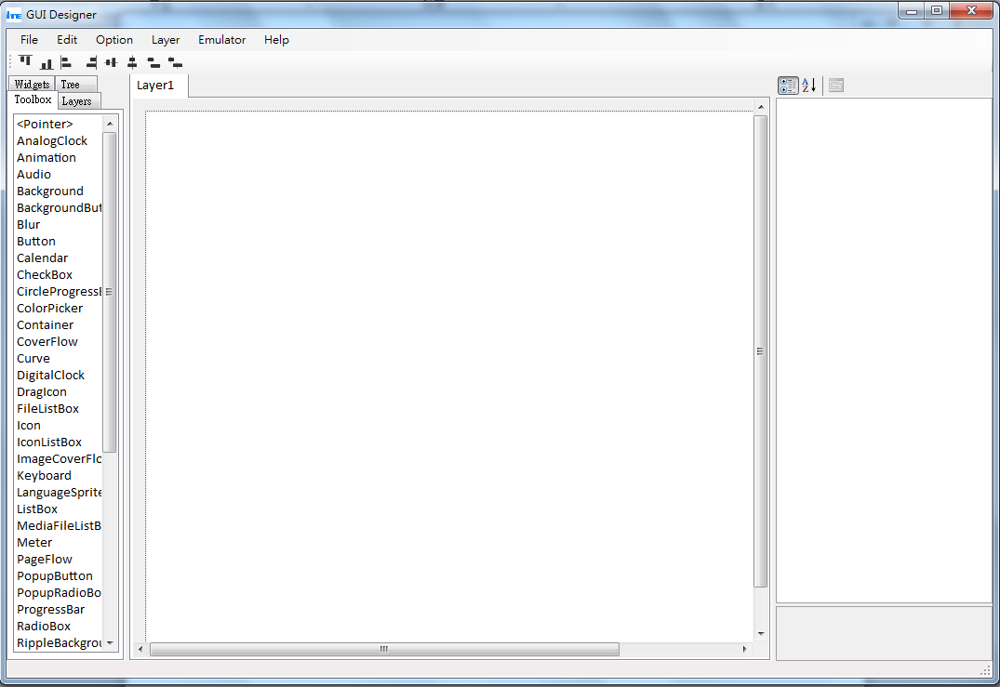 ITE GUI Designer
File Edit Option Layer Emulator Help
Widgets Tree
Toolbox Layers
Layer1
<Pointer>
AnalogClock
Animation
Audio
Background
BackgroundBut
Blur
Button
Calendar
CheckBox
CircleProgressB
ColorPicker
Container
CoverFlow
Curve
DigitalClock
DragIcon
FileListBox
Icon
IconListBox
ImageCoverFlo
Keyboard
LanguageSprite
ListBox
MediaFileListB
Meter
PageFlow
PopupButton
PopupRadioBo
ProgressBar
RadioBox
RippleBackgrou
A
Z